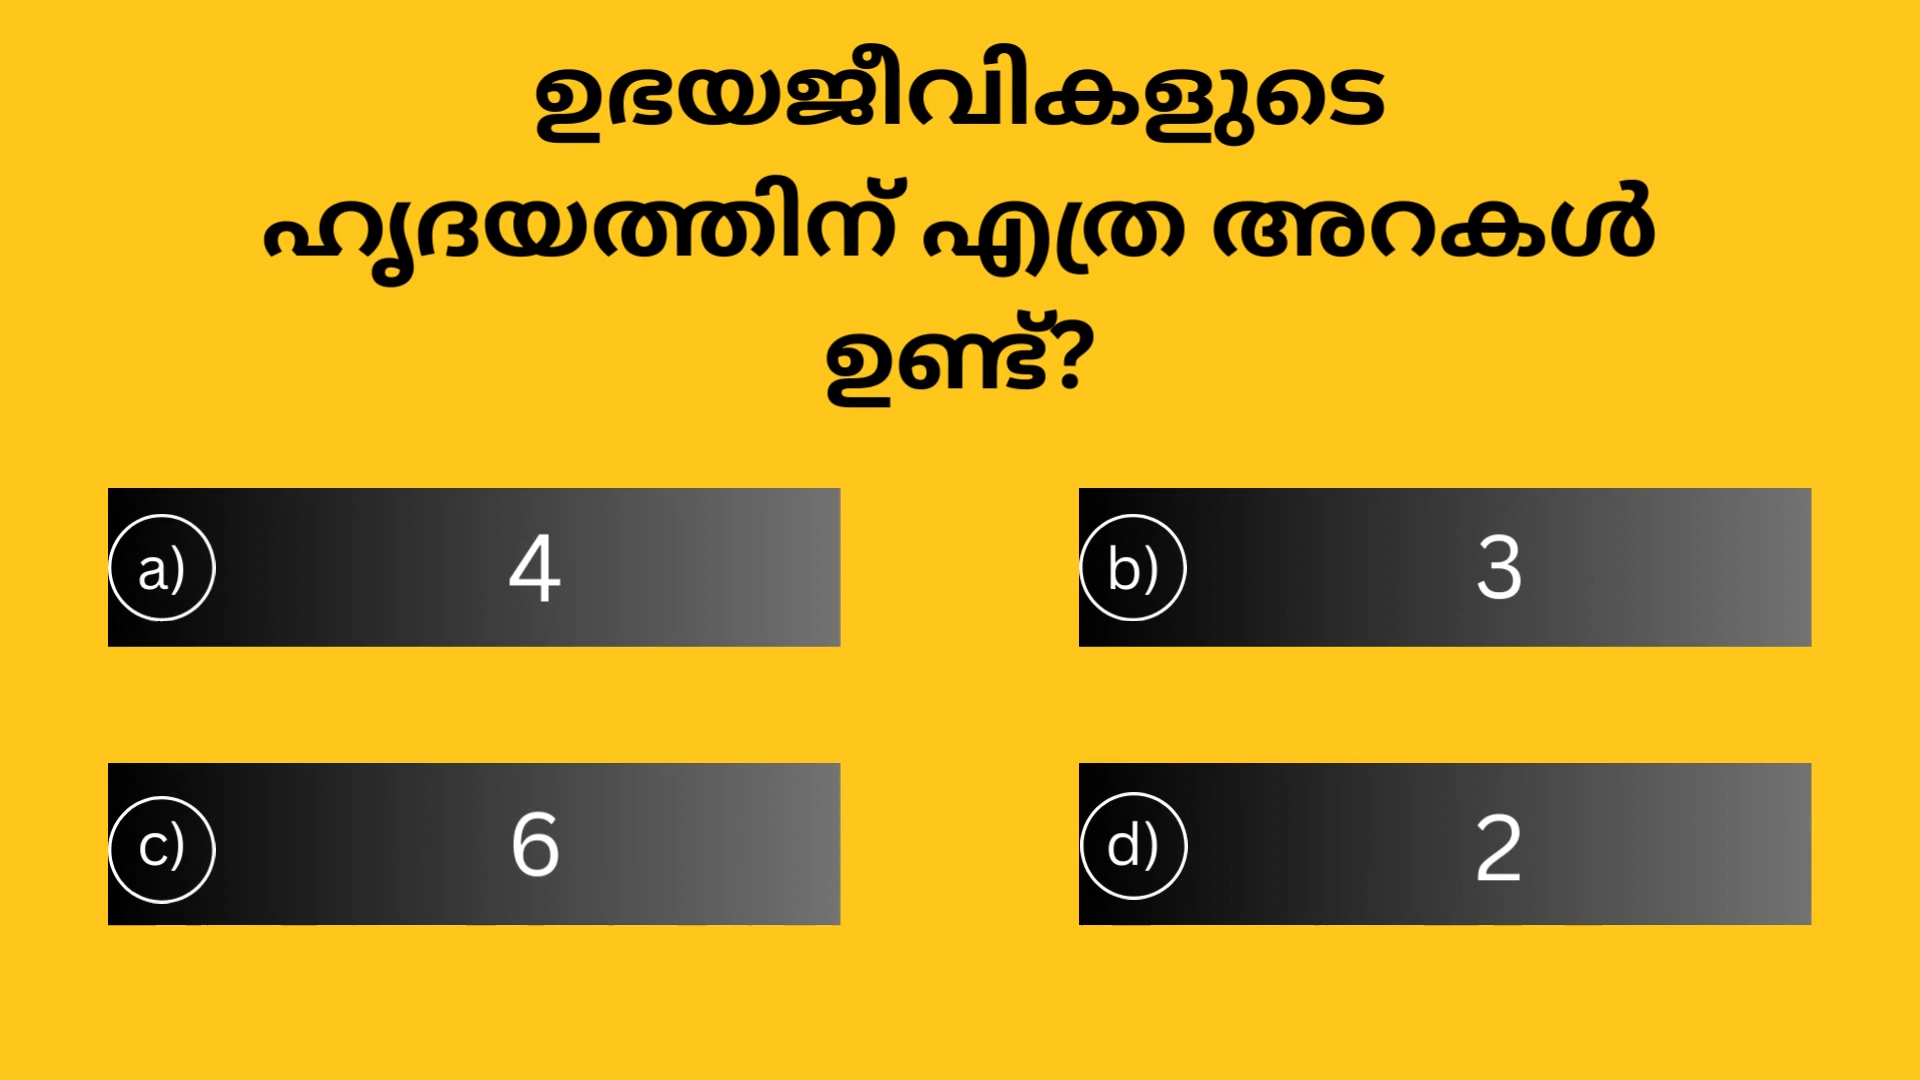 ഉഭയജീവികളുടെ
ഹൃദയത്തിന് എത്ര അറകൾ
ഉണ്ട്?
a) 4
b) 3
c) 6
d) 2